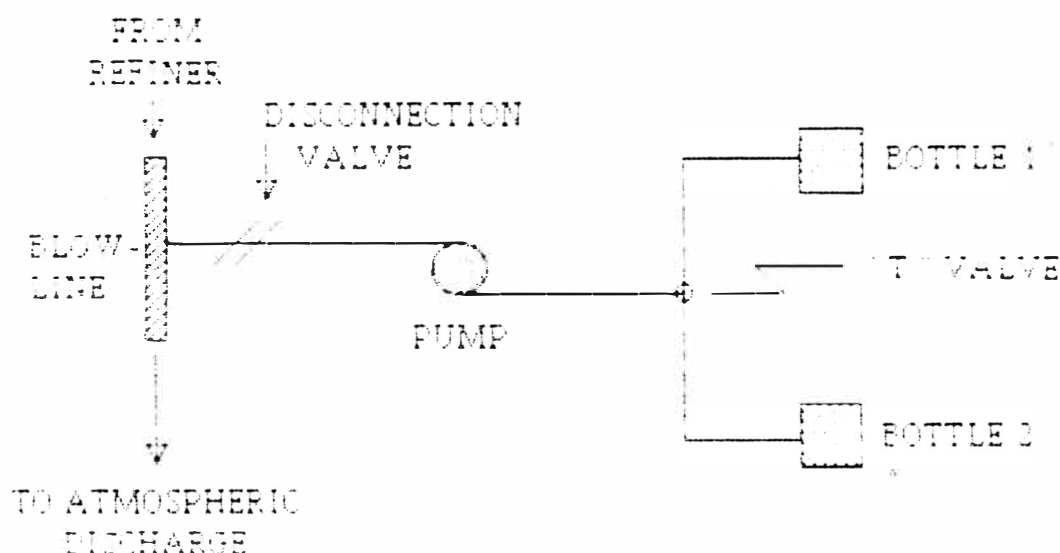 FROM
REFINER
DISCONNECTION
VALVE
BOTTLE 1
BLOW-
LINE
"T" VALVE
PUMP
BOTTLE 2
TO ATMOSPHERIC
DISCHARGE